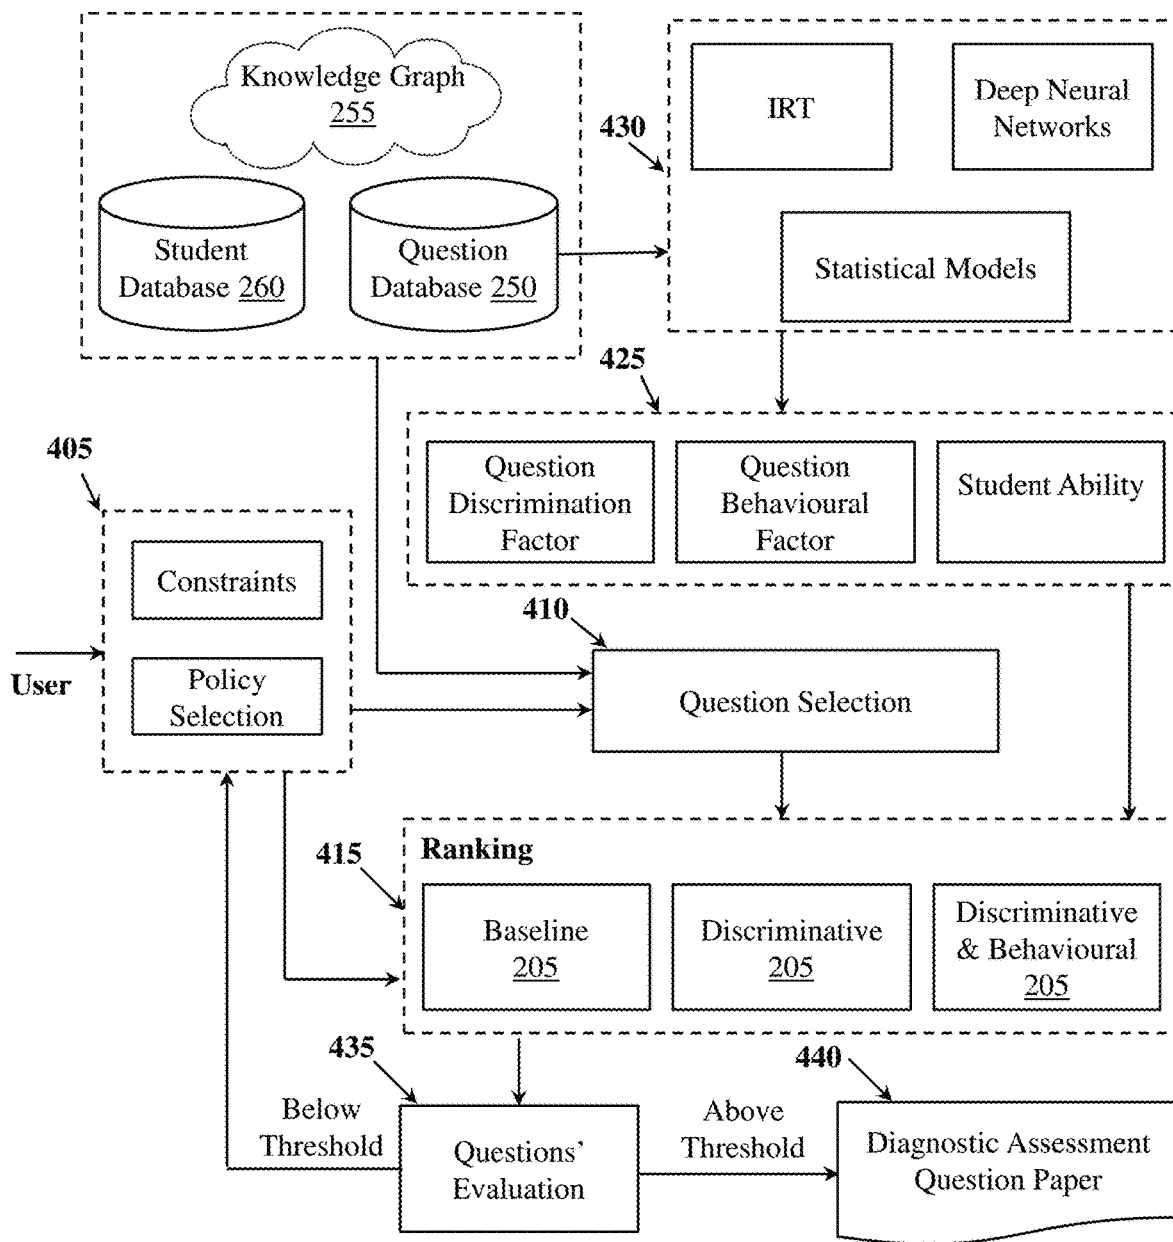 Knowledge Graph
255
Student
Database 260
Question
Database 250
430
IRT
Deep Neural
Networks
Statistical Models
425
Question
Discrimination
Factor
Question
Behavioural
Factor
Student Ability
405
Constraints
Policy
Selection
User
410
Question Selection
415
Ranking
Baseline
205
Discriminative
205
Discriminative
& Behavioural
205
435
Below
Threshold
Questions’
Evaluation
Above
Threshold
440
Diagnostic Assessment
Question Paper